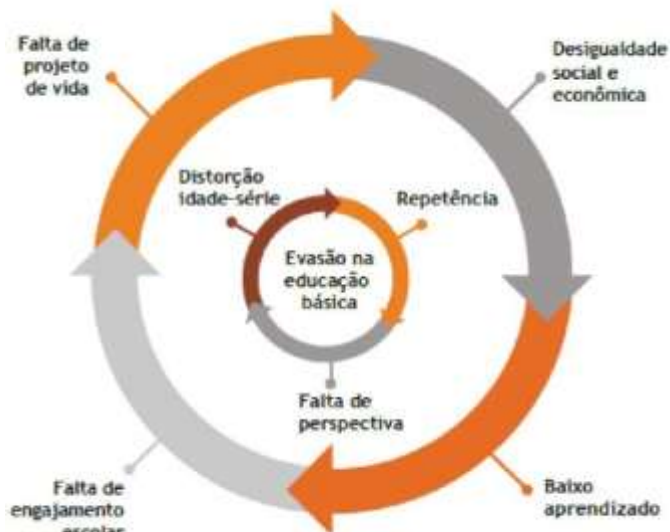 Falta de
projeto
de vida
Desigualdade
social e
econômica
Distorção
idade-série
Repetência
Evasão na
educação
básica
Falta de
perspectiva
Falta de
engajamento
escolar
Baixo
aprendizado